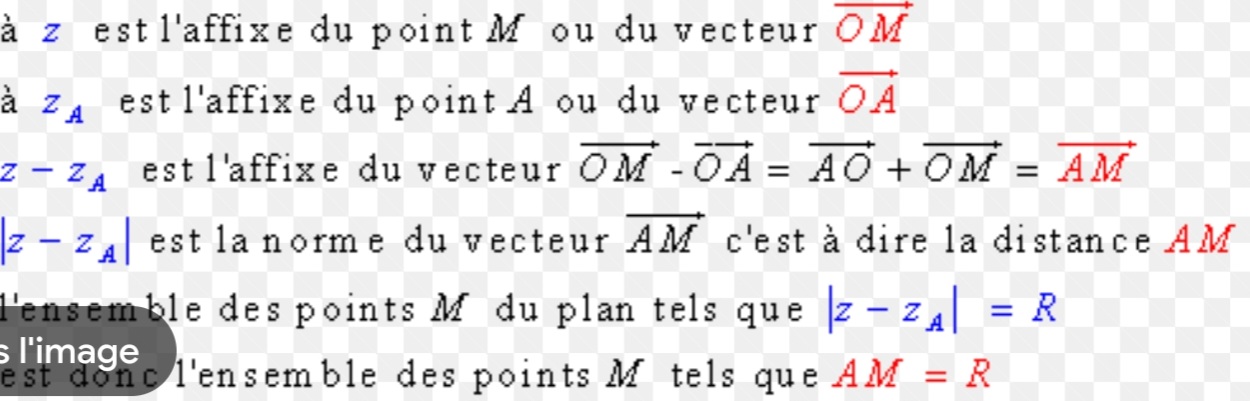 à z est l'affixe du point M ou du vecteur $\overrightarrow{OM}$
à $z_A$ est l'affixe du point A ou du vecteur $\overrightarrow{OA}$
$z - z_A$ est l'affixe du vecteur $\overrightarrow{OM}$ - $\overrightarrow{OA}$ = $\overrightarrow{AO}$ + $\overrightarrow{OM}$ = $\overrightarrow{AM}$
$|z - z_A|$ est la norme du vecteur $\overrightarrow{AM}$ c'est à dire la distance AM
l'ensemble des points M du plan tels que $|z - z_A|$ = R
s l'image
est donc l'ensemble des points M tels que AM = R